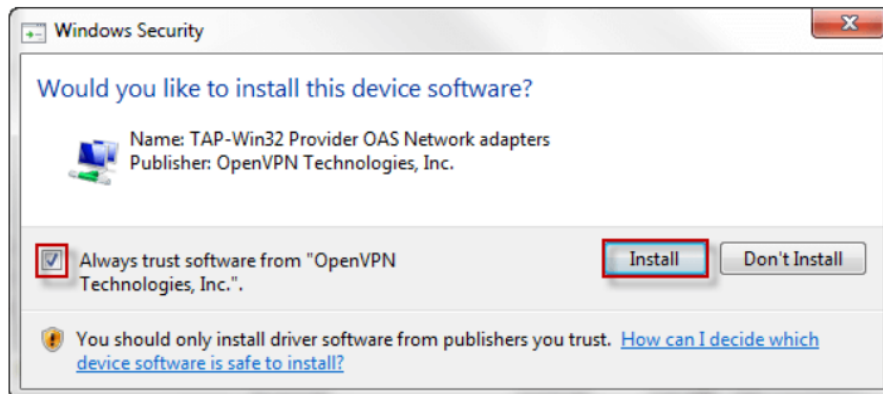 Windows Security
Would you like to install this device software?
Name: TAP-Win32 Provider OAS Network adapters
Publisher: OpenVPN Technologies, Inc.
Always trust software from "OpenVPN
Technologies, Inc.".
Install
Don't Install
You should only install driver software from publishers you trust. How can I decide which
device software is safe to install?